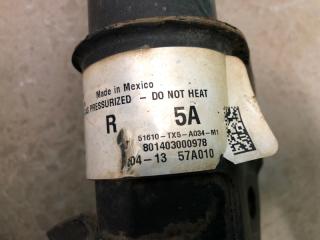 Made in Mexico
PRESSURIZED - DO NOT HEAT
R 5A
51610-TX5-A034-M1
801403000978
04-13 57A010